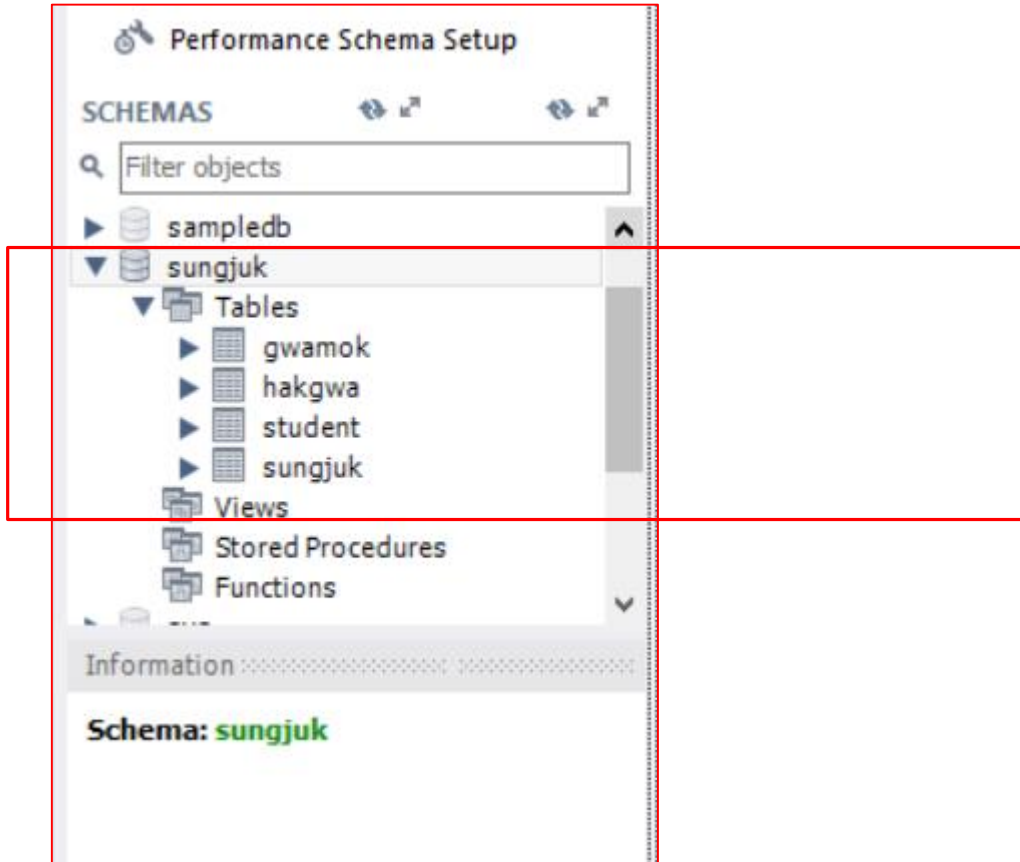 Performance Schema Setup
SCHEMAS
Filter objects
sampledb
sungjuk
Tables
gwamok
hakgwa
student
sungjuk
Views
Stored Procedures
Functions
Information
Schema: sungjuk